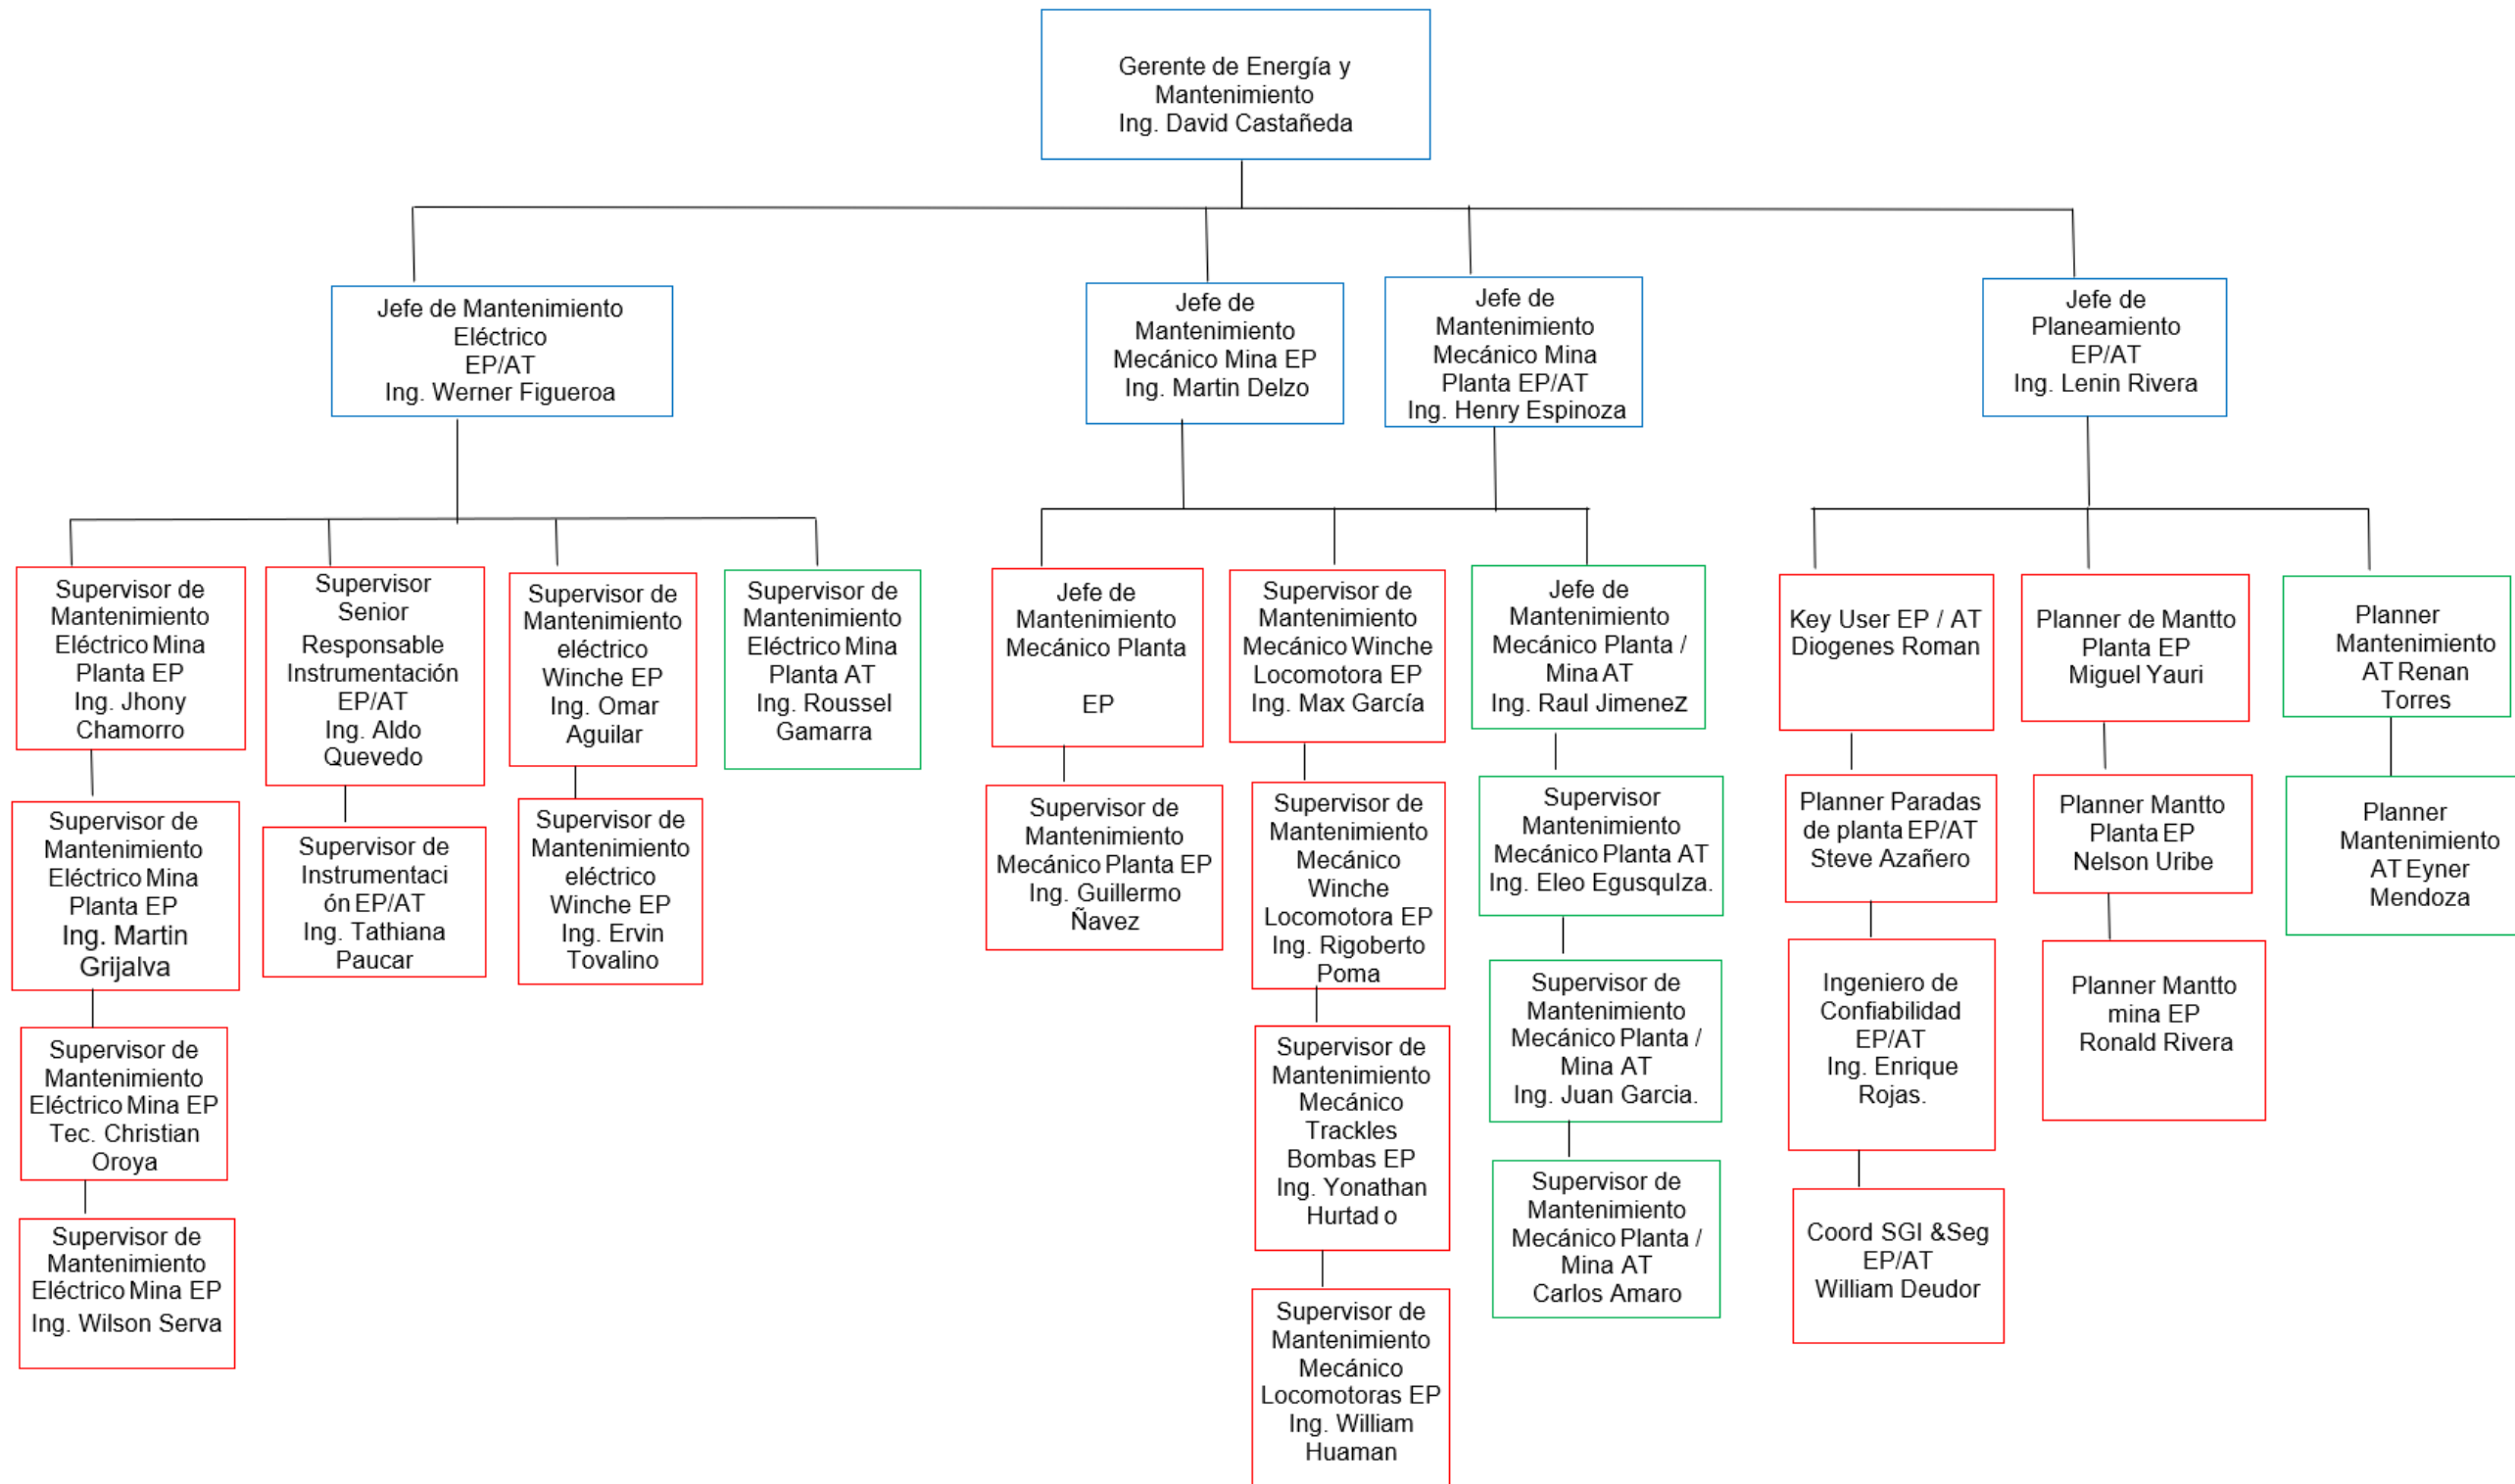 Gerente de Energía y
Mantenimiento
Ing. David Castañeda
Jefe de Mantenimiento
Eléctrico
EP/AT
Ing. Werner Figueroa
Jefe de
Mantenimiento
Mecánico Mina EP
Ing. Martin Delzo
Jefe de
Mantenimiento
Mecánico Mina
Planta EP/AT
Ing. Henry Espinoza
Jefe de
Planeamiento
EP/AT
Ing. Lenin Rivera
Supervisor de
Mantenimiento
Eléctrico Mina
Planta EP
Ing. Jhony
Chamorro
Supervisor
Senior
Responsable
Instrumentación
EP/AT
Ing. Aldo
Quevedo
Supervisor de
Mantenimiento
eléctrico
Winche EP
Ing. Omar
Aguilar
Supervisor de
Mantenimiento
Eléctrico Mina
Planta AT
Ing. Roussel
Gamarra
Jefe de
Mantenimiento
Mecánico Planta
EP
Supervisor de
Mantenimiento
Mecánico Winche
Locomotora EP
Ing. Max García
Jefe de
Mantenimiento
Mecánico Planta /
Mina AT
Ing. Raul Jimenez
Key User EP / AT
Diogenes Roman
Planner de Mantto
Planta EP
Miguel Yauri
Planner
Mantenimiento
AT Renan
Torres
Supervisor de
Mantenimiento
Eléctrico Mina
Planta EP
Ing. Martin
Grijalva
Supervisor de
Instrumentaci
ón EP/AT
Ing. Tathiana
Paucar
Supervisor de
Mantenimiento
eléctrico
Winche EP
Ing. Ervin
Tovalino
Supervisor de
Mantenimiento
Mecánico Planta EP
Ing. Guillermo
Ñavez
Supervisor de
Mantenimiento
Mecánico
Winche
Locomotora EP
Ing. Rigoberto
Poma
Supervisor
Mantenimiento
Mecánico Planta AT
Ing. Eleo Egusqulza.
Planner Paradas
de planta EP/AT
Steve Azañero
Planner Mantto
Planta EP
Nelson Uribe
Planner
Mantenimiento
AT Eyner
Mendoza
Supervisor de
Mantenimiento
Eléctrico Mina EP
Tec. Christian
Oroya
Supervisor de
Mantenimiento
Mecánico
Trackles
Bombas EP
Ing. Yonathan
Hurtad o
Supervisor de
Mantenimiento
Mecánico Planta /
Mina AT
Ing. Juan Garcia.
Ingeniero de
Confiabilidad
EP/AT
Ing. Enrique
Rojas.
Planner Mantto
mina EP
Ronald Rivera
Supervisor de
Mantenimiento
Eléctrico Mina EP
Ing. Wilson Serva
Supervisor de
Mantenimiento
Mecánico
Locomotoras EP
Ing. William
Huaman
Supervisor de
Mantenimiento
Mecánico Planta /
Mina AT
Carlos Amaro
Coord SGI &Seg
EP/AT
William Deudor